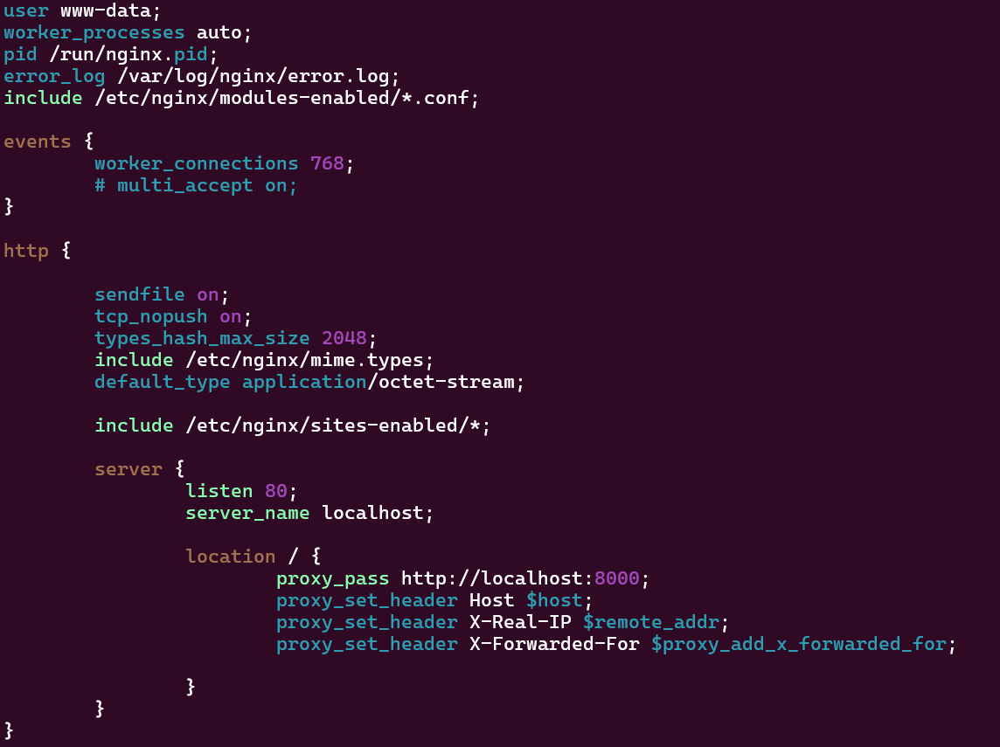 user www-data;
worker_processes auto;
pid /run/nginx.pid;
error_log /var/log/nginx/error.log;
include /etc/nginx/modules-enabled/*.conf;

events {
        worker_connections 768;
        # multi_accept on;
}

http {

        sendfile on;
        tcp_nopush on;
        types_hash_max_size 2048;
        include /etc/nginx/mime.types;
        default_type application/octet-stream;

        include /etc/nginx/sites-enabled/*;

        server {
                listen 80;
                server_name localhost;

                location / {
                        proxy_pass http://localhost:8000;
                        proxy_set_header Host $host;
                        proxy_set_header X-Real-IP $remote_addr;
                        proxy_set_header X-Forwarded-For $proxy_add_x_forwarded_for;

                }
        }
}